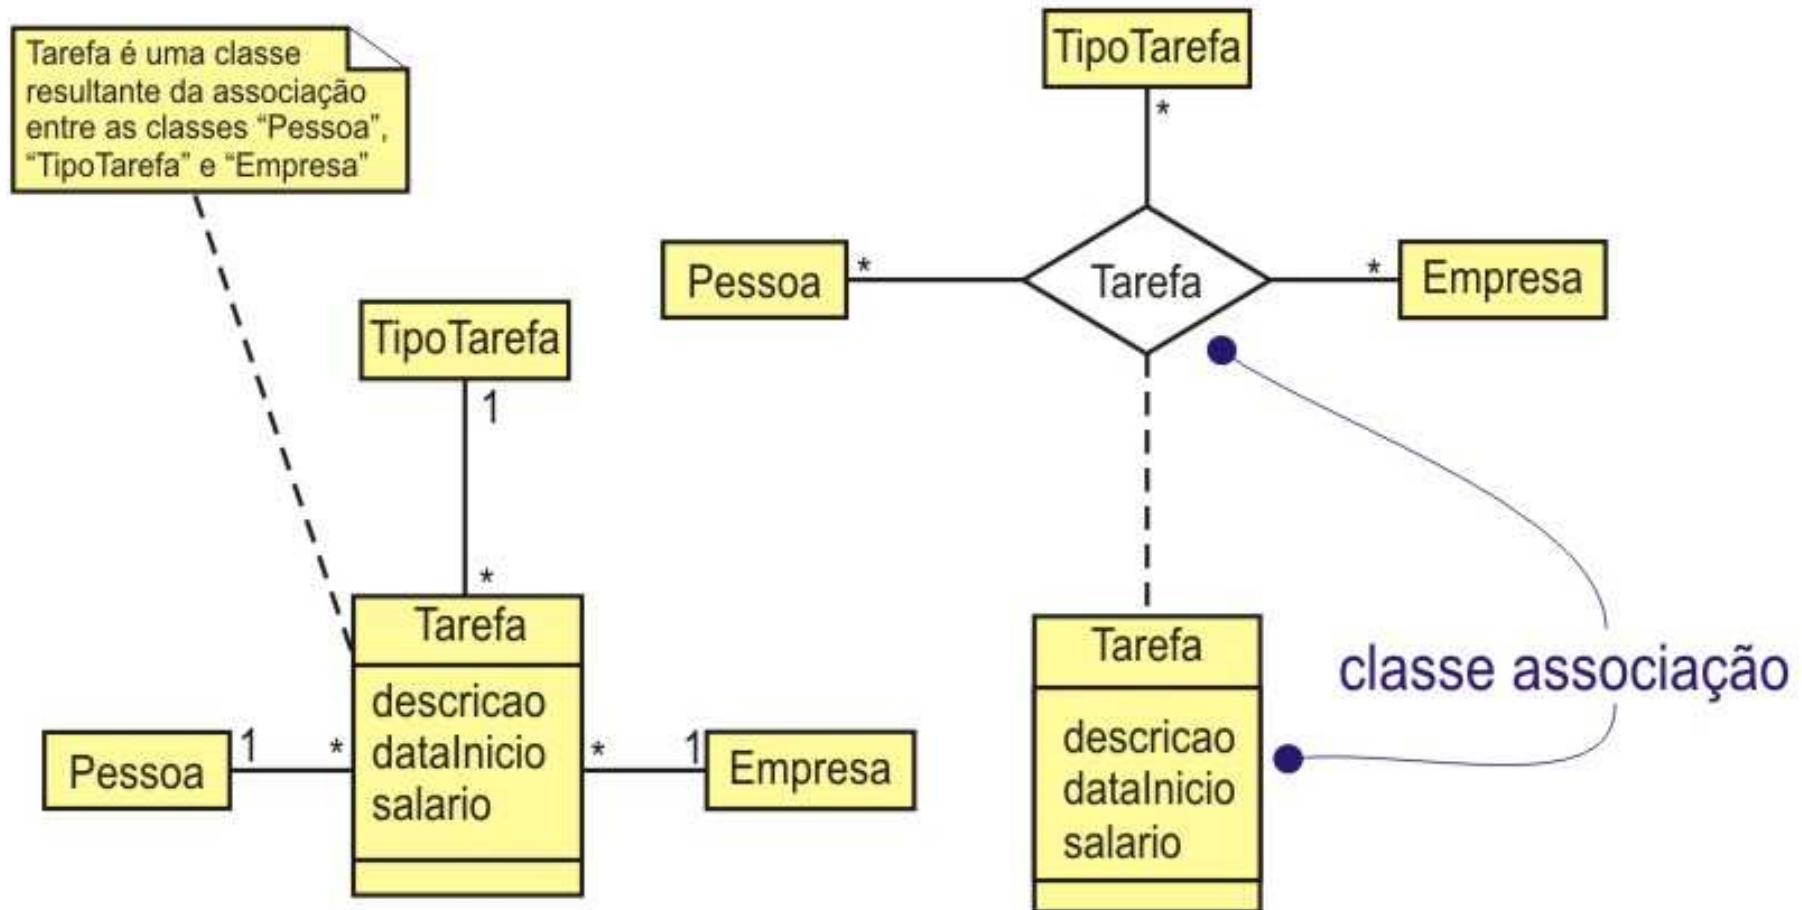 Tarefa é uma classe
resultante da associação
entre as classes “Pessoa”,
“TipoTarefa” e “Empresa”
TipoTarefa
1
*
Tarefa
descricao
dataInicio
salario
Pessoa
1
*
*
1
Empresa
TipoTarefa
*
Pessoa
*
Tarefa
*
Empresa
Tarefa
descricao
dataInicio
salario
classe associação